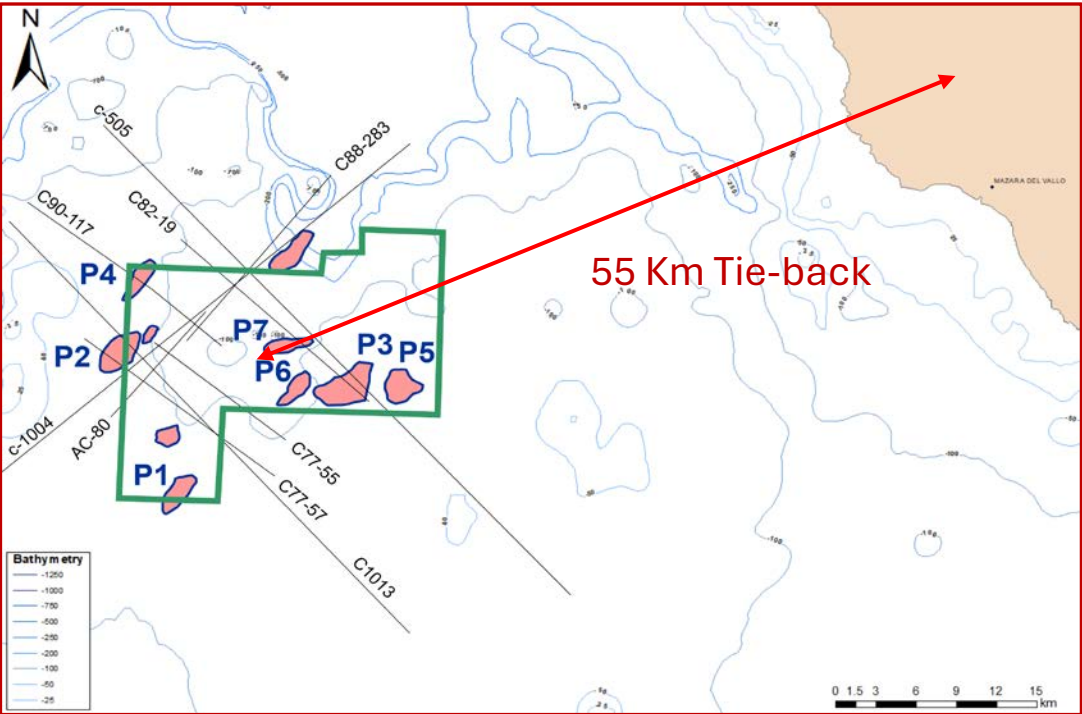 N
c-505
C88-283
C82-19
C90-117
MAZARA DEL VALLO
P4
55 Km Tie-back
P7
P3
P5
P2
P6
c-1004
AC-80
C77-55
P1
C77-57
C1013
Bathymetry
-1250
-1000
-750
-500
-250
-200
-100
-50
-25
0 1.5 3 6 9 12 15
km